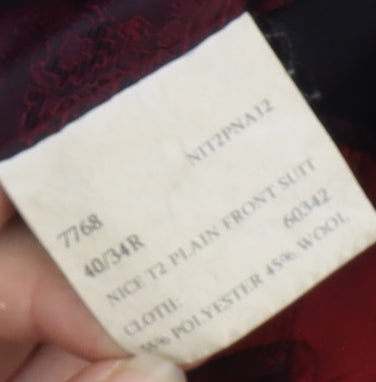 NIT2PNA12
7768
40/34R
NICE T2 PLAIN FRONT SUIT
60342
CLOTH:
POLYESTER 45% WOOL